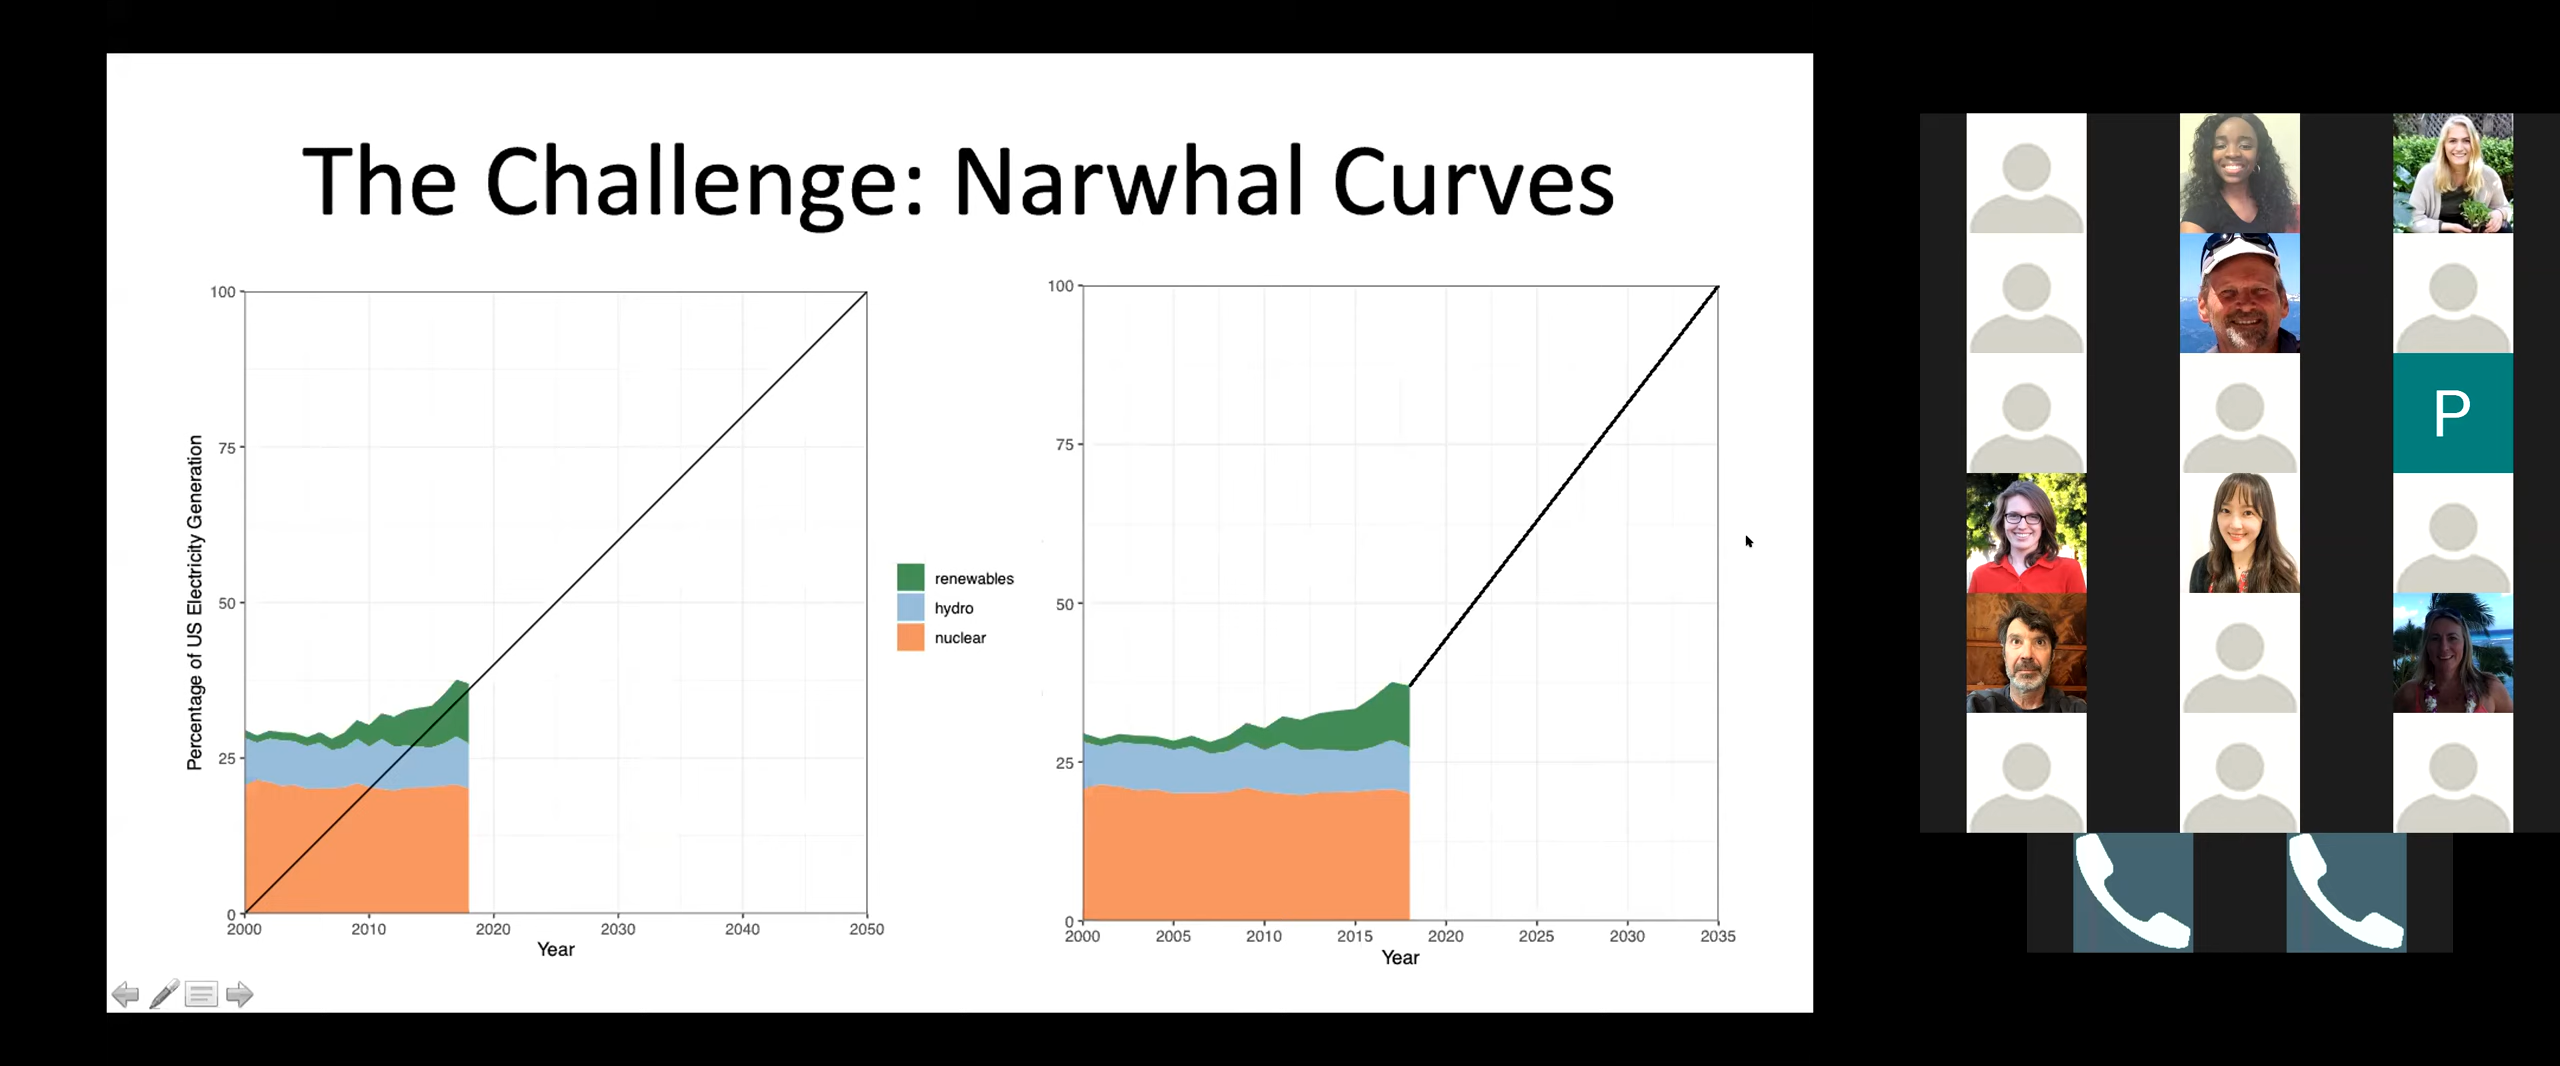 The Challenge: Narwhal Curves
Percentage of US Electricity Generation
100
75
50
25
0
2000 2010 2020 2030 2040 2050
Year
renewables
hydro
nuclear
100
75
50
25
0
2000 2005 2010 2015 2020 2025 2030 2035
Year
P